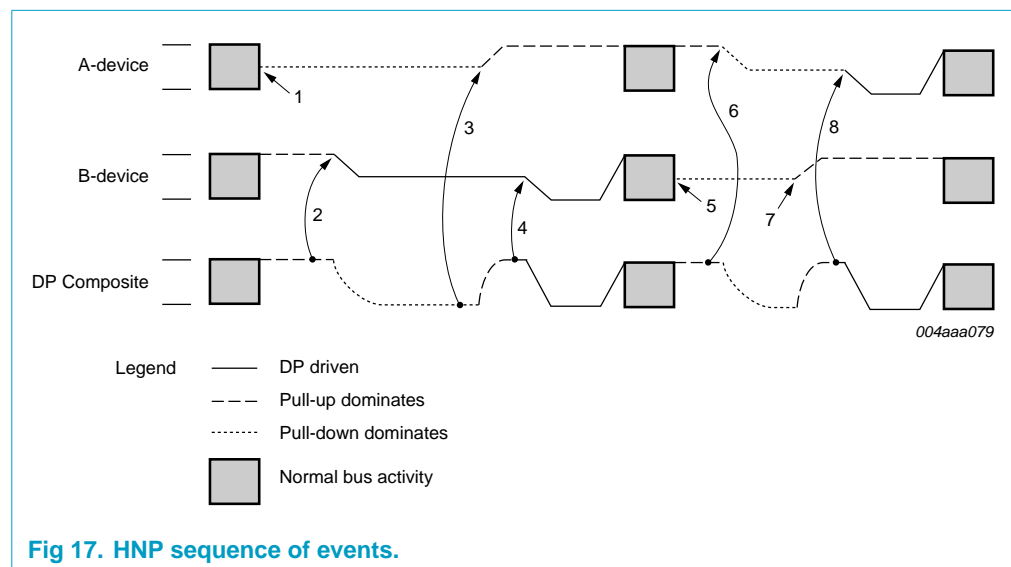 A-device
1
3
6
8
B-device
2
4
5
7
DP Composite
004aaa079
Legend
DP driven
Pull-up dominates
Pull-down dominates
Normal bus activity
Fig 17. HNP sequence of events.